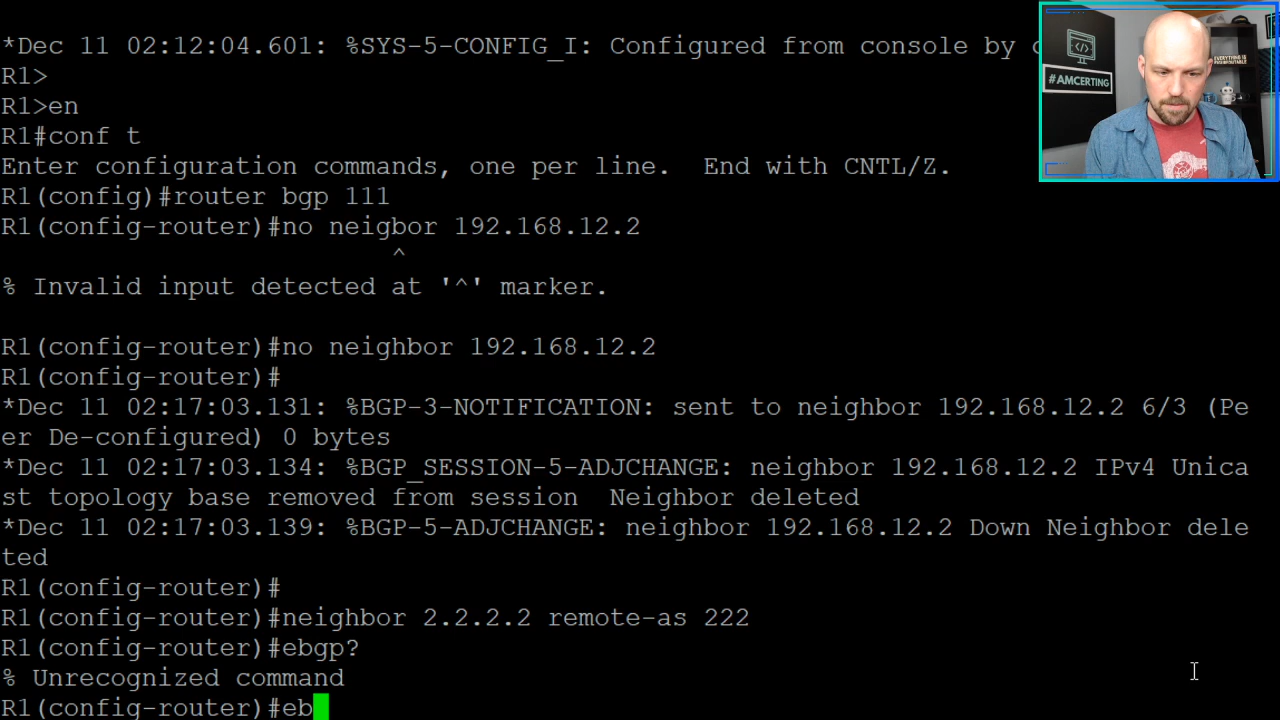 *Dec 11 02:12:04.601: %SYS-5-CONFIG_I: Configured from console by
R1>
R1>en
R1#conf t
Enter configuration commands, one per line.  End with CNTL/Z.
R1(config)#router bgp 111
R1(config-router)#no neigbor 192.168.12.2
^
% Invalid input detected at '^' marker.
R1(config-router)#no neighbor 192.168.12.2
R1(config-router)#
*Dec 11 02:17:03.131: %BGP-3-NOTIFICATION: sent to neighbor 192.168.12.2 6/3 (Pe
er De-configured) 0 bytes
*Dec 11 02:17:03.134: %BGP_SESSION-5-ADJCHANGE: neighbor 192.168.12.2 IPv4 Unica
st topology base removed from session  Neighbor deleted
*Dec 11 02:17:03.139: %BGP-5-ADJCHANGE: neighbor 192.168.12.2 Down Neighbor dele
ted
R1(config-router)#
R1(config-router)#neighbor 2.2.2.2 remote-as 222
R1(config-router)#ebgp?
% Unrecognized command
R1(config-router)#eb
</>
#AMCERTING